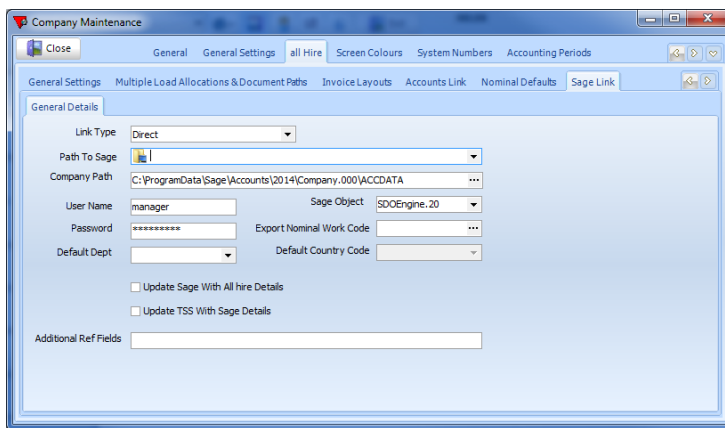 Company Maintenance
Close
General General Settings all Hire Screen Colours System Numbers Accounting Periods
General Settings Multiple Load Allocations & Document Paths Invoice Layouts Accounts Link Nominal Defaults Sage Link
General Details
Link Type Direct
Path To Sage
Company Path C:\ProgramData\Sage\Accounts\2014\Company.000\ACCDATA ...
User Name manager Sage Object SDOEngine.20
Password ********* Export Nominal Work Code ...
Default Dept Default Country Code
Update Sage With All hire Details
Update TSS With Sage Details
Additional Ref Fields